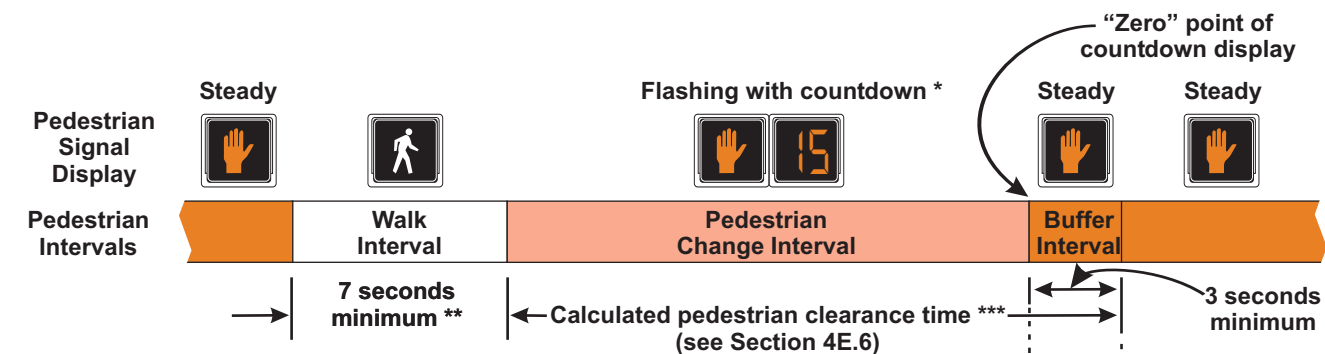 “Zero” point of
countdown display
Steady
Flashing with countdown *
Steady
Steady
Pedestrian
Signal
Display
15
Pedestrian
Intervals
Walk
Interval
Pedestrian
Change Interval
Buffer
Interval
7 seconds
minimum **
Calculated pedestrian clearance time ***
(see Section 4E.6)
3 seconds
minimum